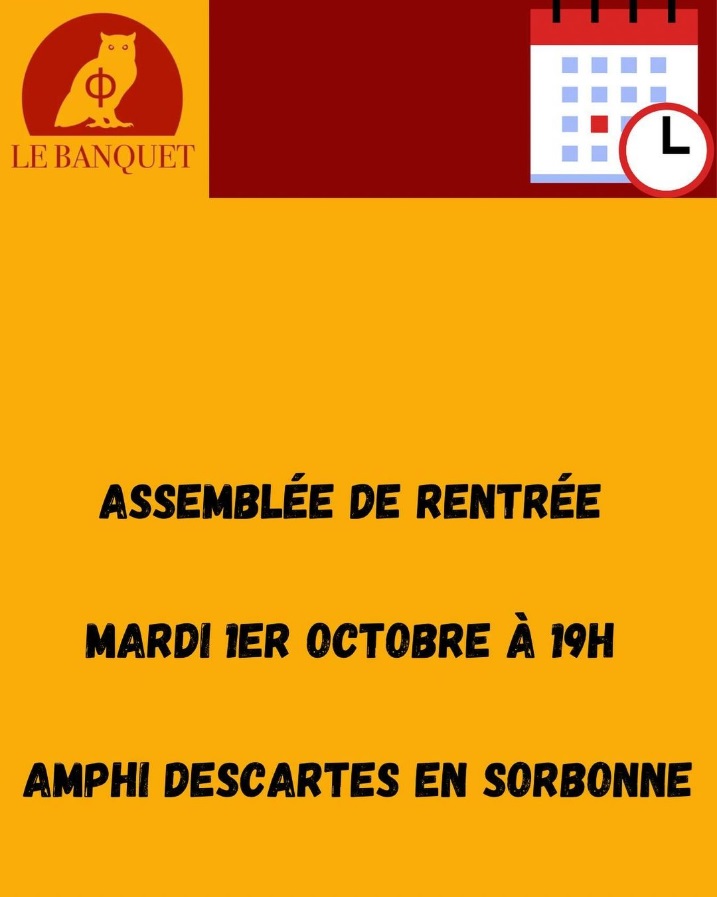 Φ
LE BANQUET
ASSEMBLÉE DE RENTRÉE
MARDI 1ER OCTOBRE À 19H
AMPHI DESCARTES EN SORBONNE